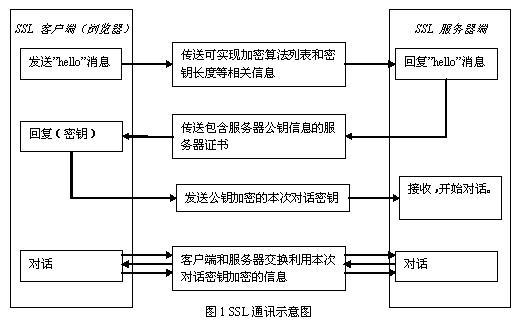 SSL 客户端（浏览器）
SSL 服务器端
发送"hello"消息
传送可实现加密算法列表和密
钥长度等相关信息
回复"hello"消息
回复（密钥）
传送包含服务器公钥信息的服
务器证书
发送公钥加密的本次对话密钥
接收,开始对话。
对话
客户端和服务器交换利用本次
对话密钥加密的信息
对话
图 1 SSL 通讯示意图